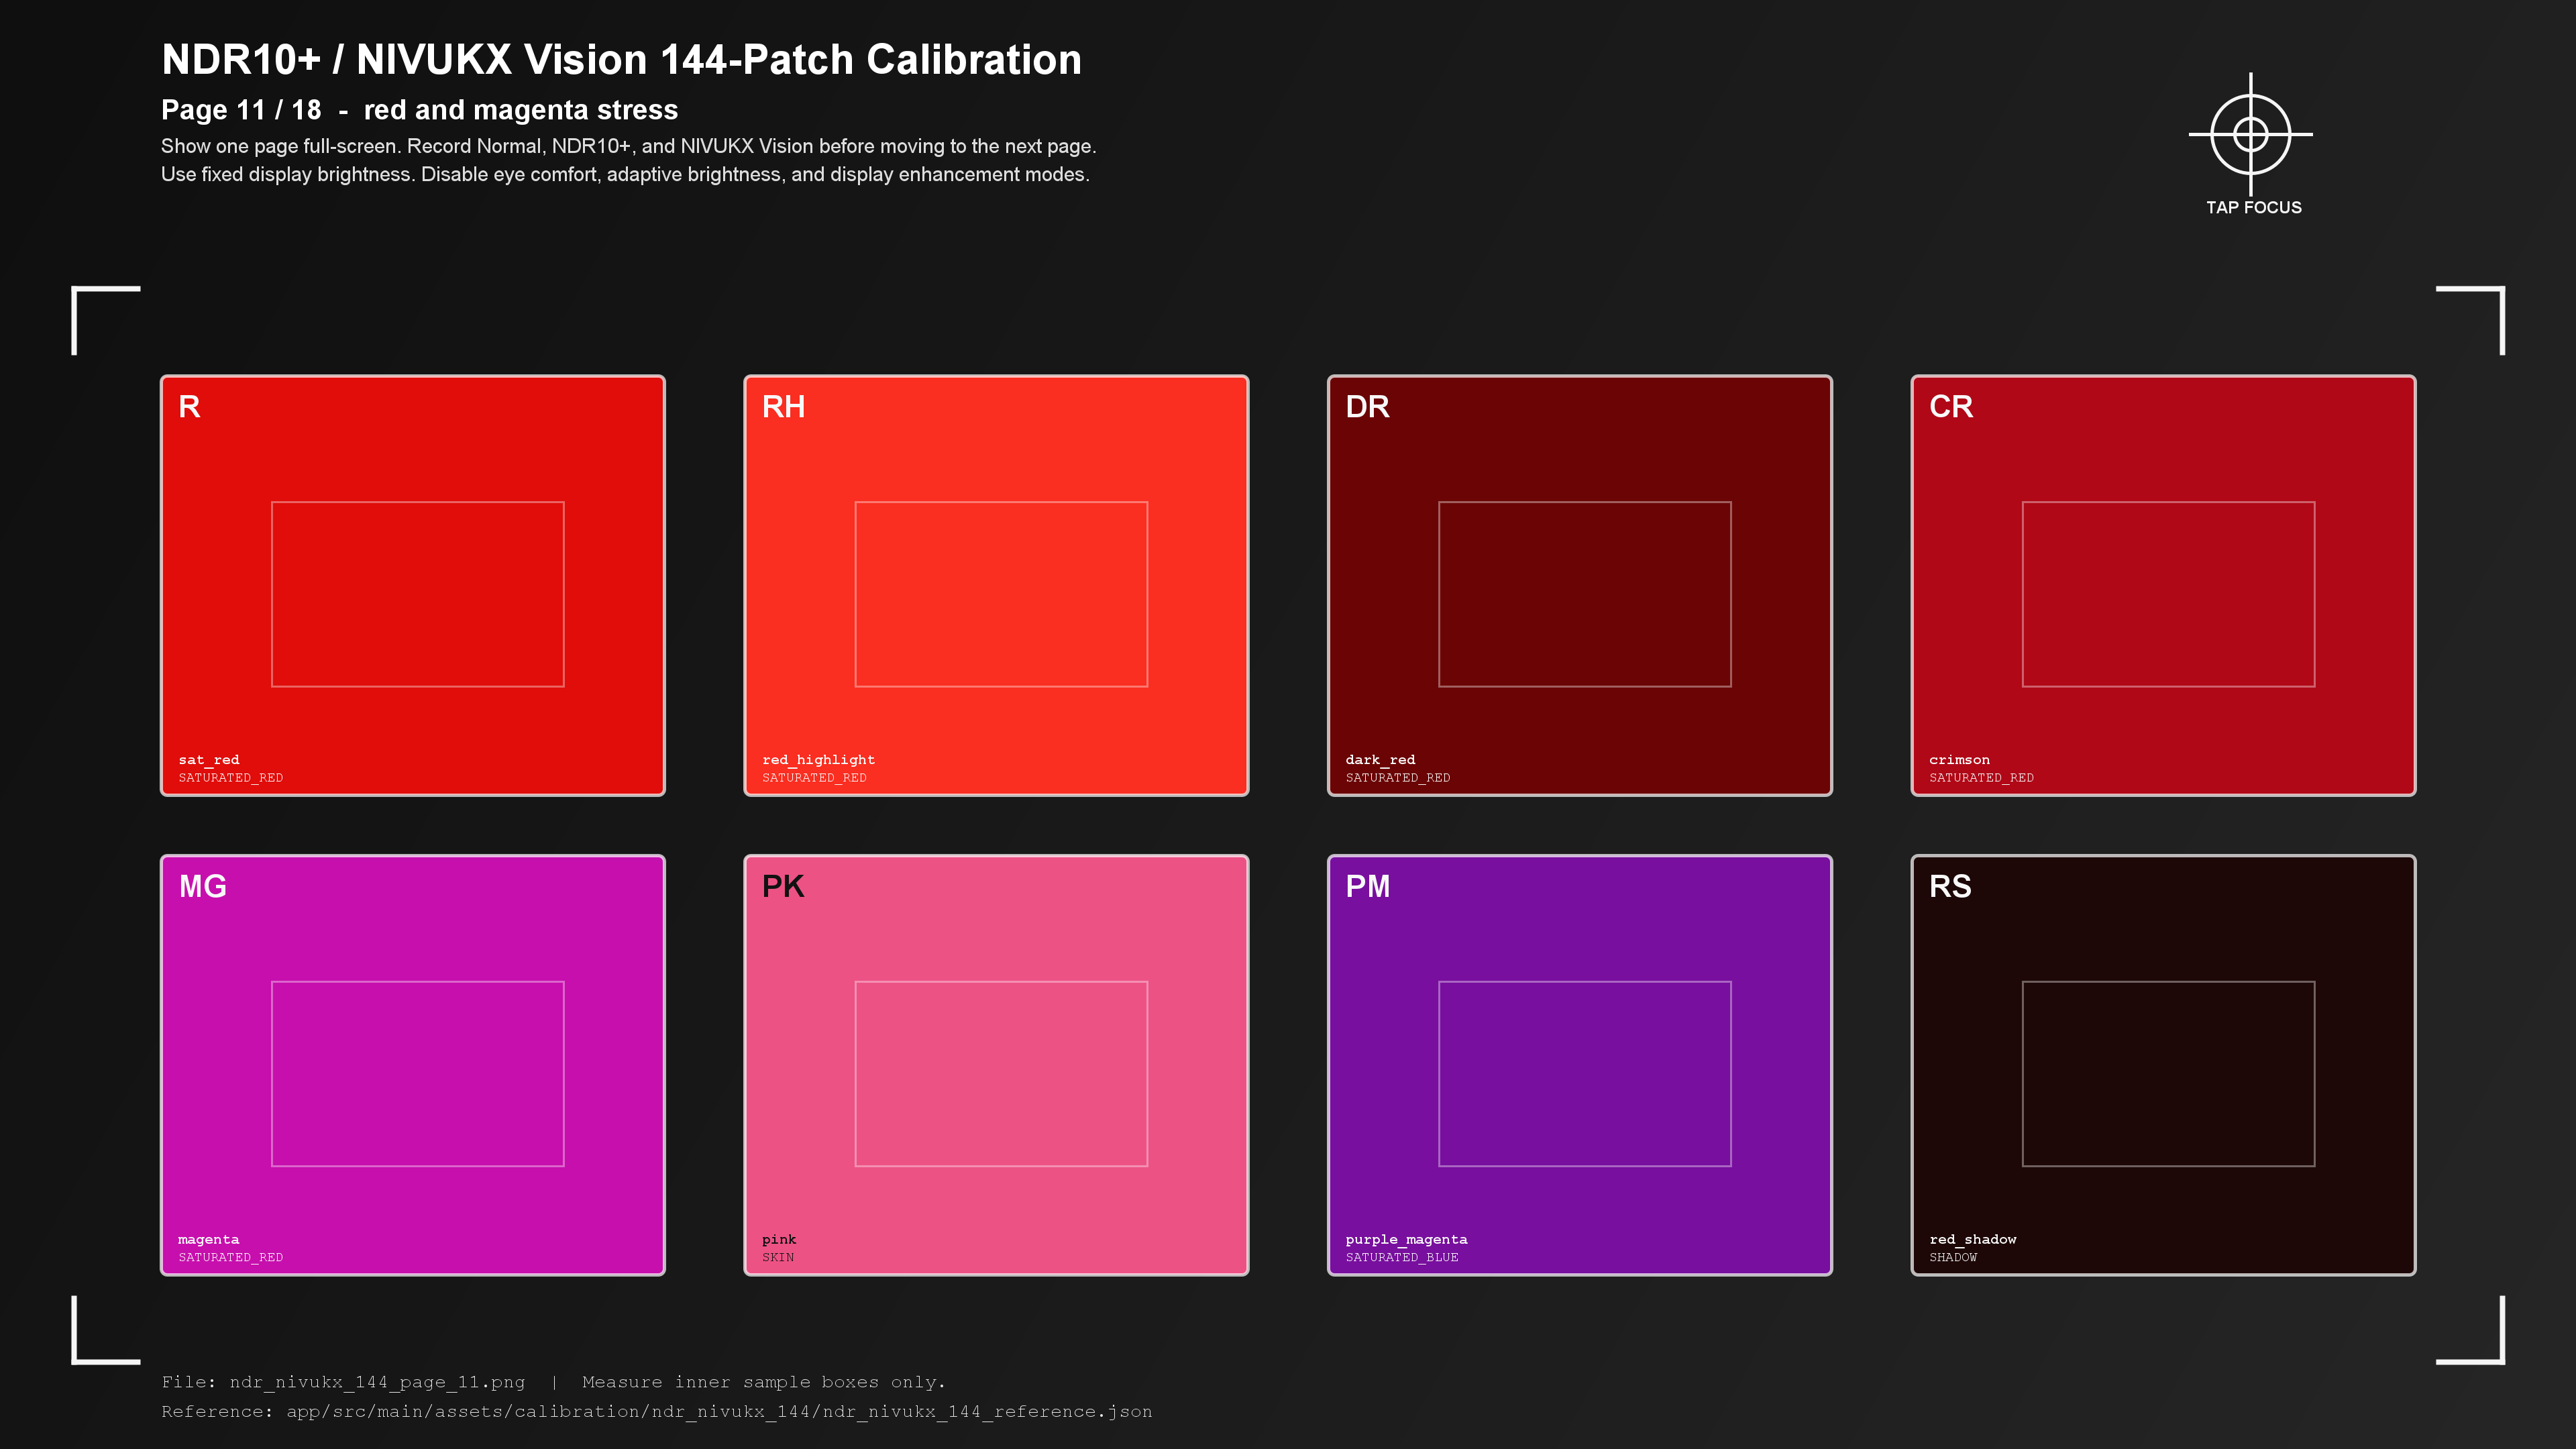 NDR10+ / NIVUKX Vision 144-Patch Calibration
Page 11 / 18 - red and magenta stress
Show one page full-screen. Record Normal, NDR10+, and NIVUKX Vision before moving to the next page.
Use fixed display brightness. Disable eye comfort, adaptive brightness, and display enhancement modes.
TAP FOCUS
R
sat_red
SATURATED_RED
RH
red_highlight
SATURATED_RED
DR
dark_red
SATURATED_RED
CR
crimson
SATURATED_RED
MG
magenta
SATURATED_RED
PK
pink
SKIN
PM
purple_magenta
SATURATED_BLUE
RS
red_shadow
SHADOW
File: ndr_nivukx_144_page_11.png | Measure inner sample boxes only.
Reference: app/src/main/assets/calibration/ndr_nivukx_144/ndr_nivukx_144_reference.json